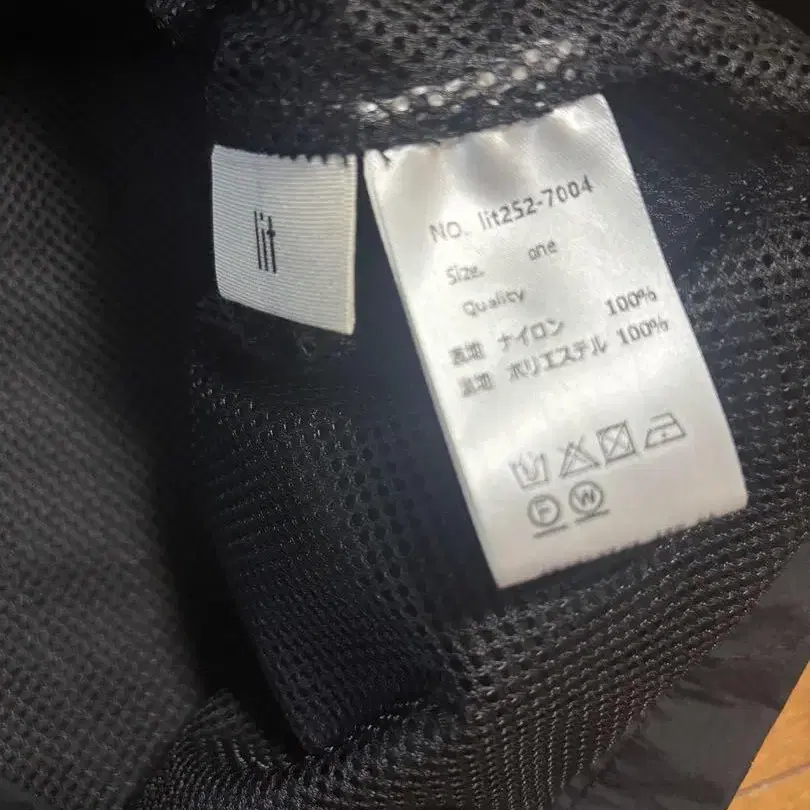 lit
NO. lit252-7004
Size. one
Quality
表地 ナイロン 100%
裏地 ポリエステル 100%
P W